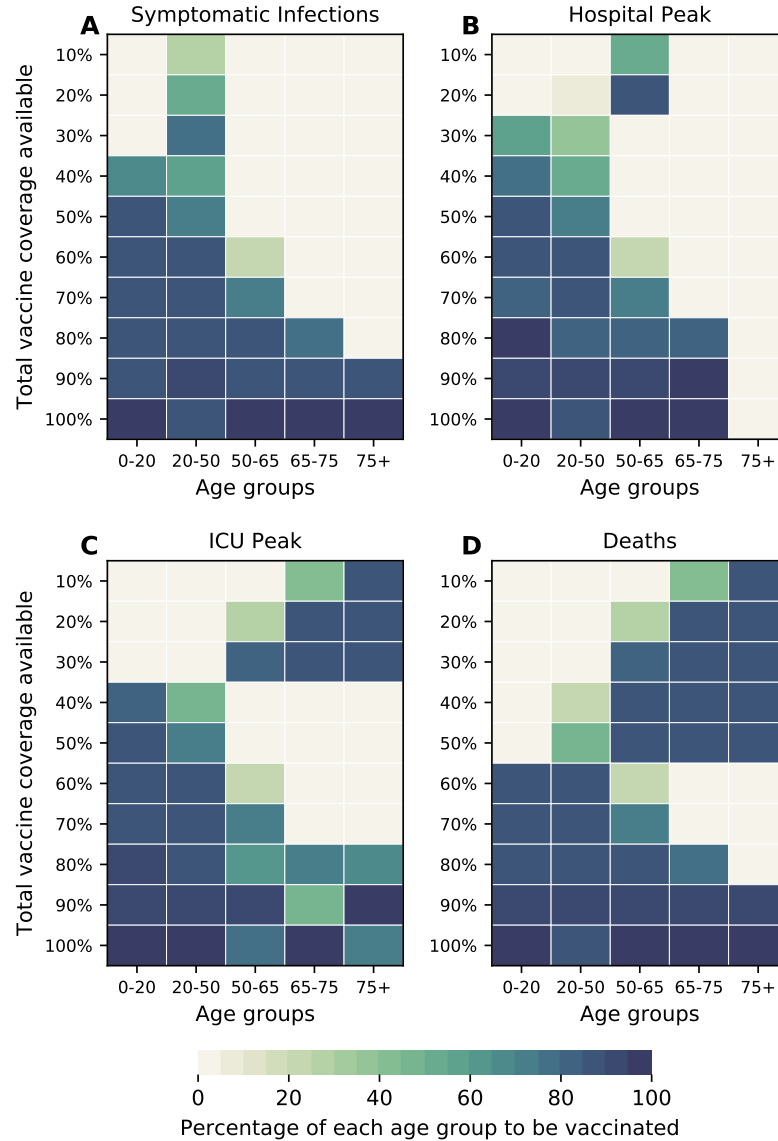 A Symptomatic Infections
B Hospital Peak
Total vaccine coverage available
10%
20%
30%
40%
50%
60%
70%
80%
90%
100%
10%
20%
30%
40%
50%
60%
70%
80%
90%
100%
0-20 20-50 50-65 65-75 75+
0-20 20-50 50-65 65-75 75+
Age groups
Age groups
C ICU Peak
D Deaths
Total vaccine coverage available
10%
20%
30%
40%
50%
60%
70%
80%
90%
100%
10%
20%
30%
40%
50%
60%
70%
80%
90%
100%
0-20 20-50 50-65 65-75 75+
0-20 20-50 50-65 65-75 75+
Age groups
Age groups
0 20 40 60 80 100
Percentage of each age group to be vaccinated